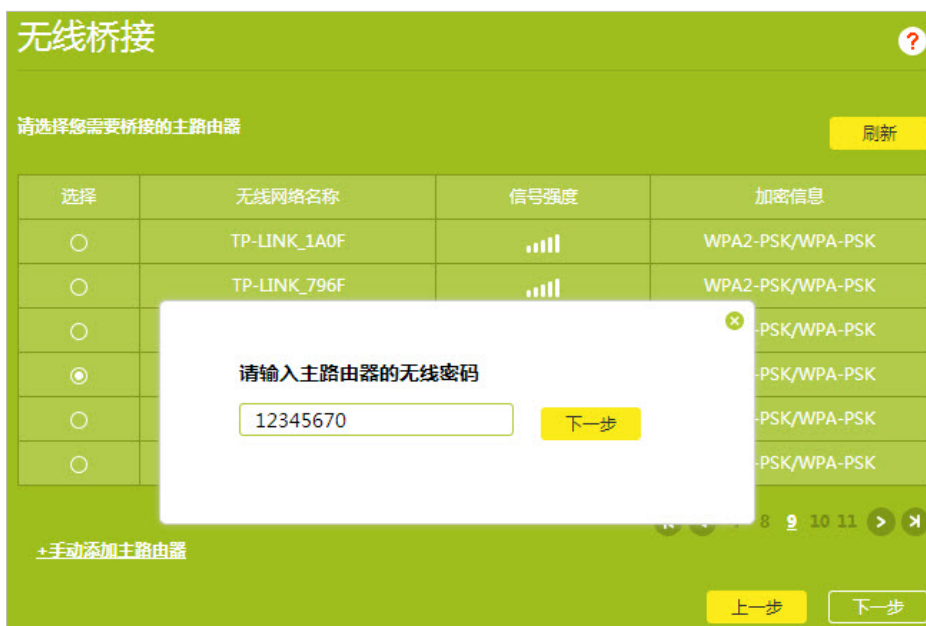 无线桥接
?
请选择您需要桥接的主路由器
刷新
选择 无线网络名称 信号强度 加密信息
TP-LINK_1A0F WPA2-PSK/WPA-PSK
TP-LINK_796F WPA2-PSK/WPA-PSK
-PSK/WPA-PSK
请输入主路由器的无线密码
-PSK/WPA-PSK
12345670 下一步
-PSK/WPA-PSK
-PSK/WPA-PSK
8 9 10 11
+手动添加主路由器
上一步 下一步